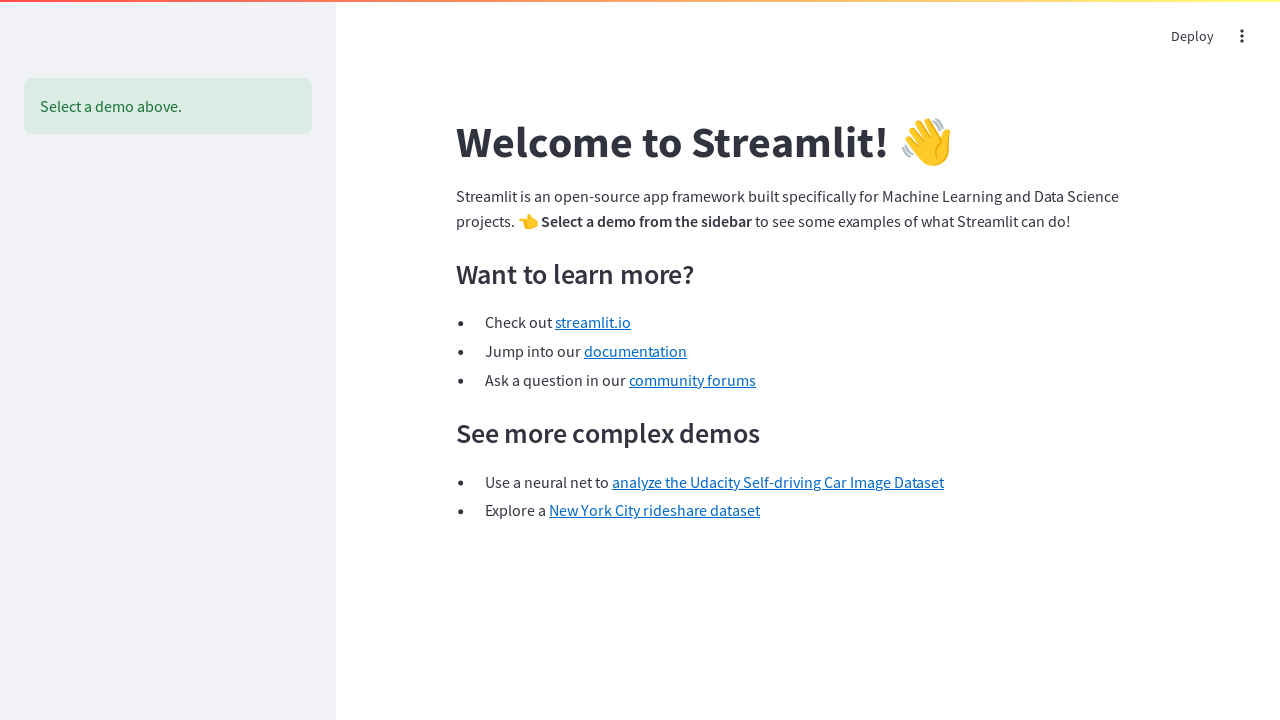 Deploy
Select a demo above.
Welcome to Streamlit! 👋
Streamlit is an open-source app framework built specifically for Machine Learning and Data Science
projects. 👈 Select a demo from the sidebar to see some examples of what Streamlit can do!
Want to learn more?
• Check out streamlit.io
• Jump into our documentation
• Ask a question in our community forums
See more complex demos
• Use a neural net to analyze the Udacity Self-driving Car Image Dataset
• Explore a New York City rideshare dataset